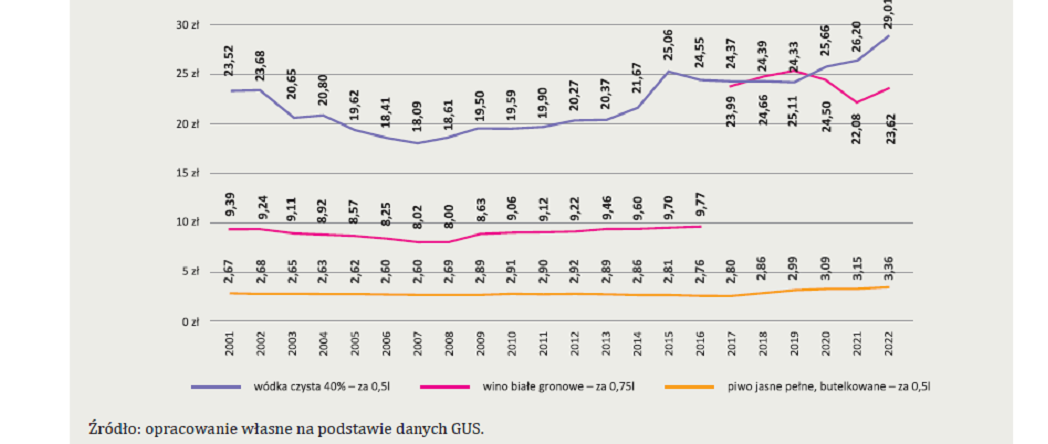 30 zł
25 zł
20 zł
15 zł
10 zł
5 zł
0 zł
23,52 23,68 20,65 20,80 19,62 18,41 18,09 18,61 19,50 19,59 19,90 20,27 20,37 21,67 25,06 24,55 24,37 24,39 24,33 25,66 26,20 29,01
23,99 24,66 25,11 24,50 22,08 23,62
9,39 9,24 9,11 8,92 8,57 8,25 8,02 8,00 8,63 9,06 9,12 9,22 9,46 9,60 9,70 9,77
2,67 2,68 2,65 2,63 2,62 2,60 2,60 2,69 2,89 2,91 2,90 2,92 2,89 2,86 2,81 2,76 2,80 2,86 2,99 3,09 3,15 3,36
2001 2002 2003 2004 2005 2006 2007 2008 2009 2010 2011 2012 2013 2014 2015 2016 2017 2018 2019 2020 2021 2022
wódka czysta 40% – za 0,5l wino białe gronowe – za 0,75l piwo jasne pełne, butelkowane – za 0,5l
Źródło: opracowanie własne na podstawie danych GUS.